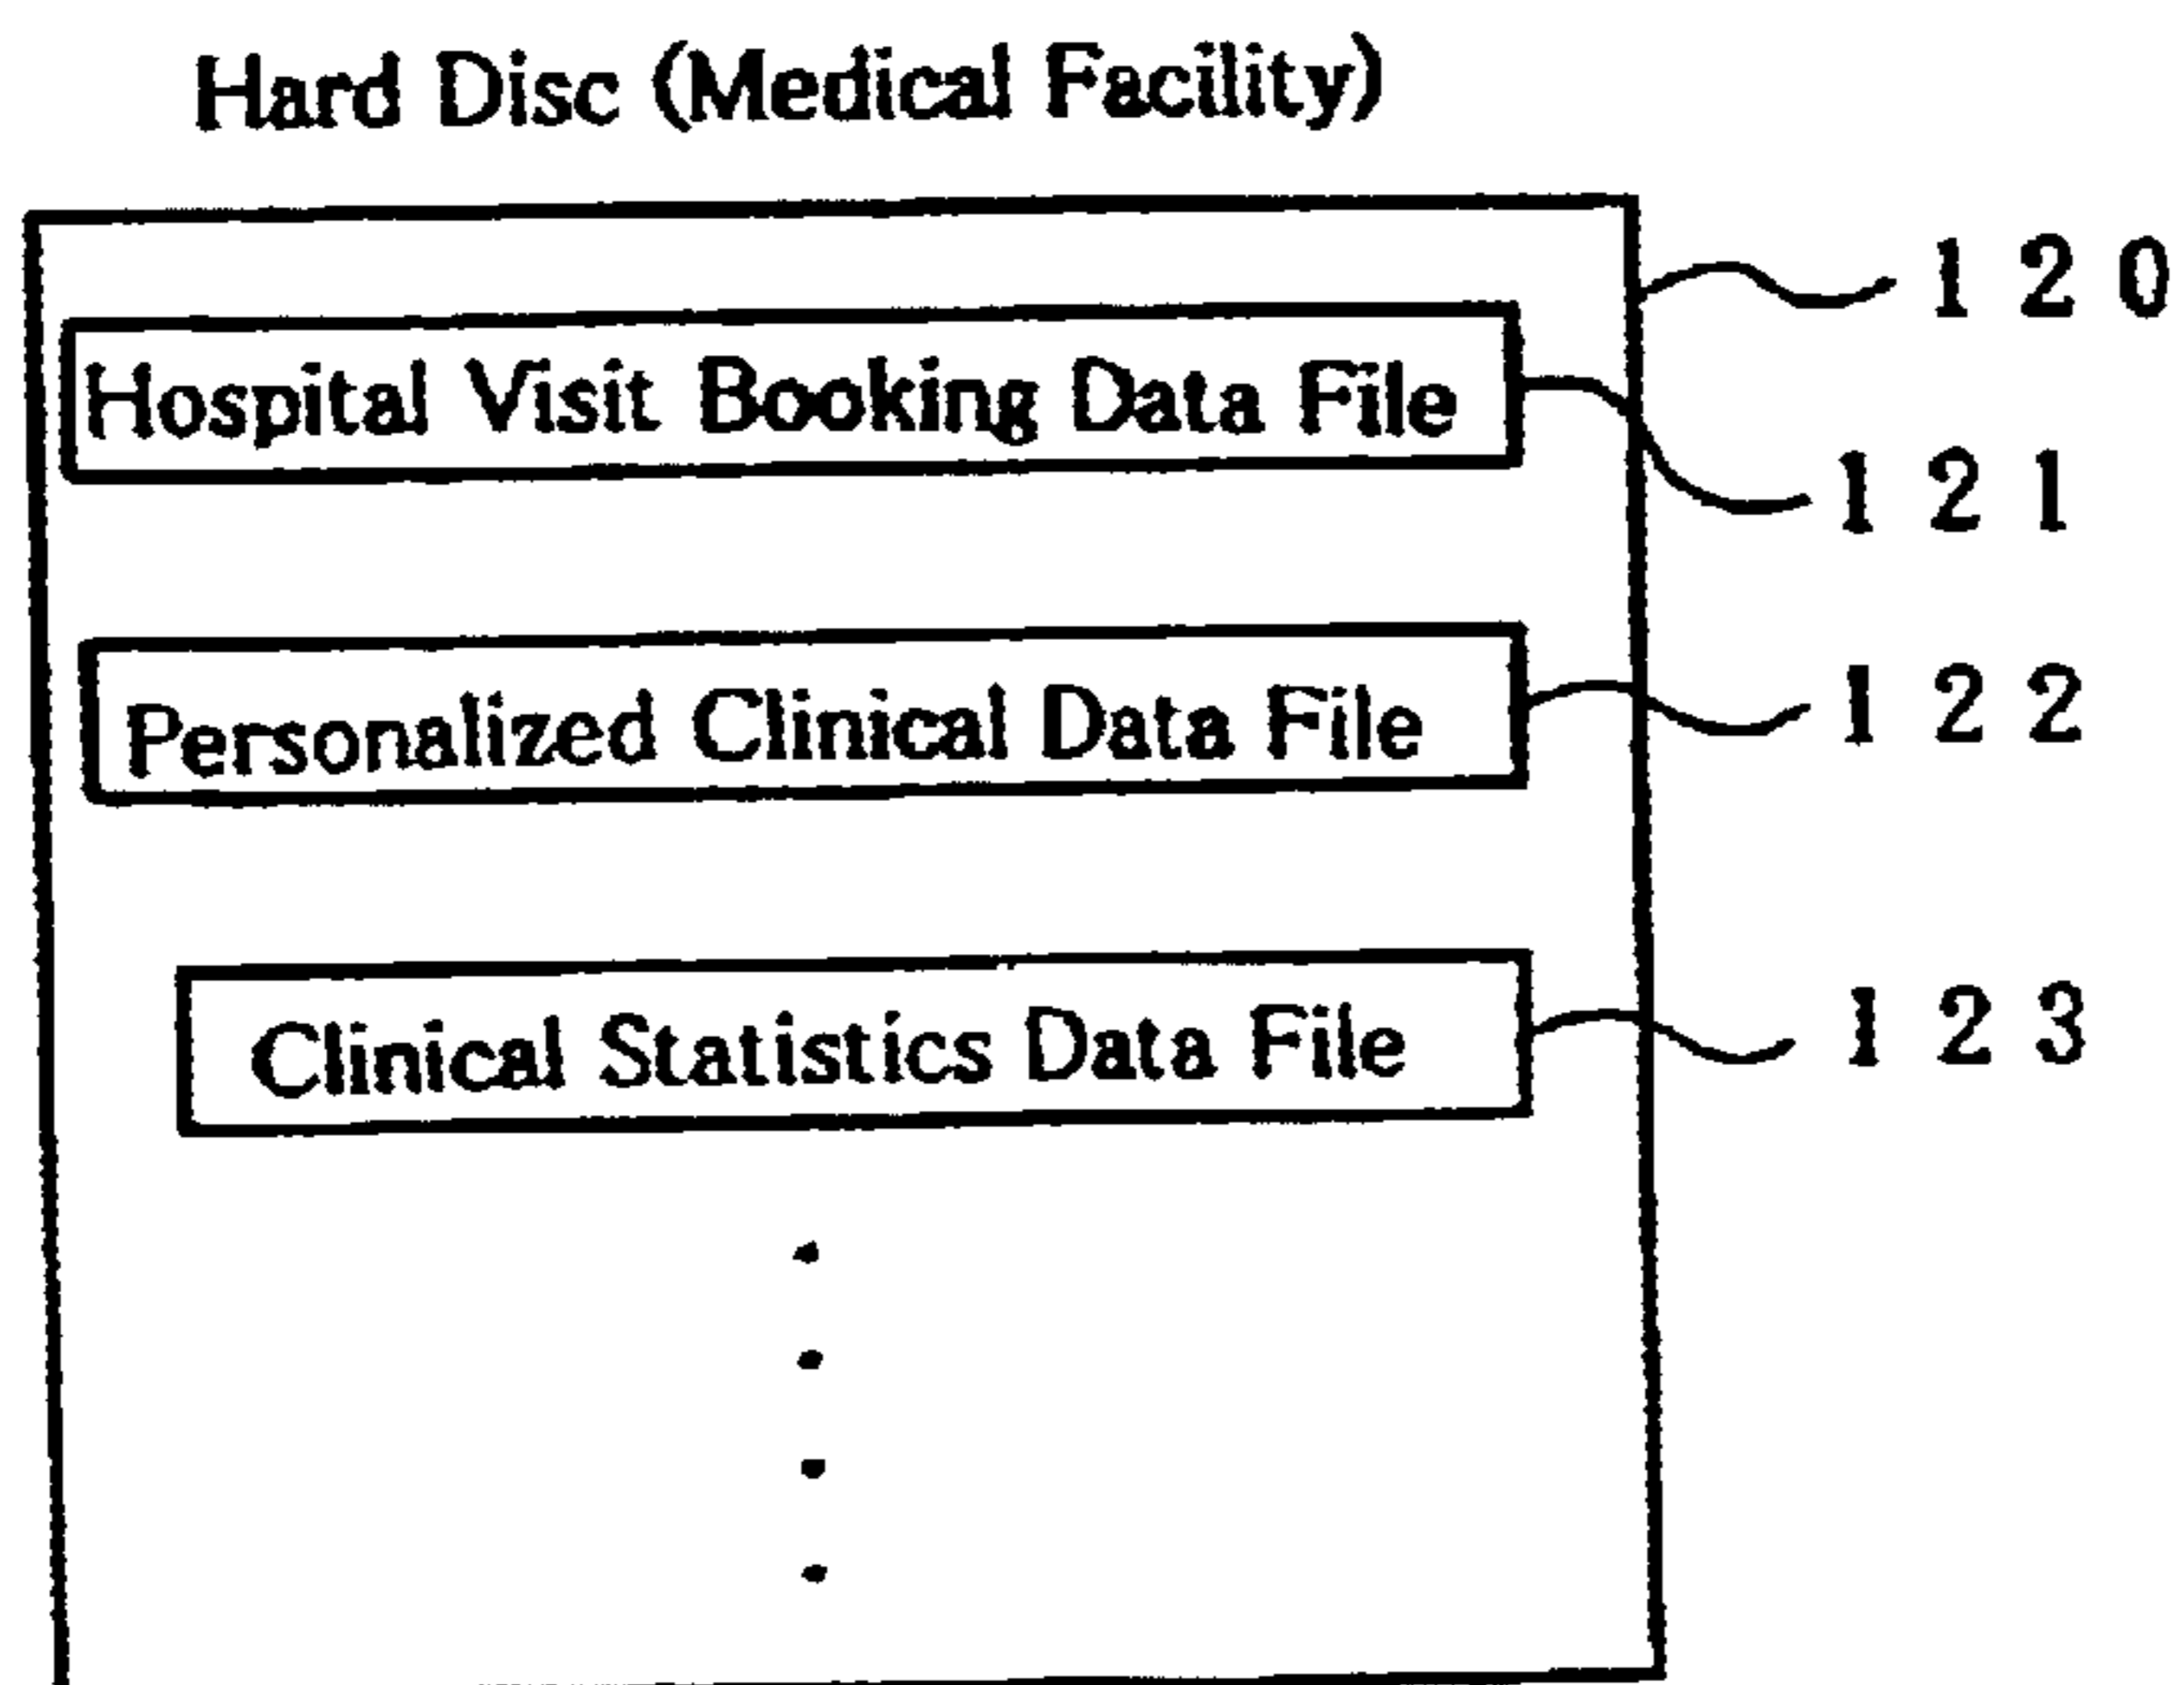 Hard Disc (Medical Facility)
120
Hospital Visit Booking Data File
121
Personalized Clinical Data File
122
Clinical Statistics Data File
123